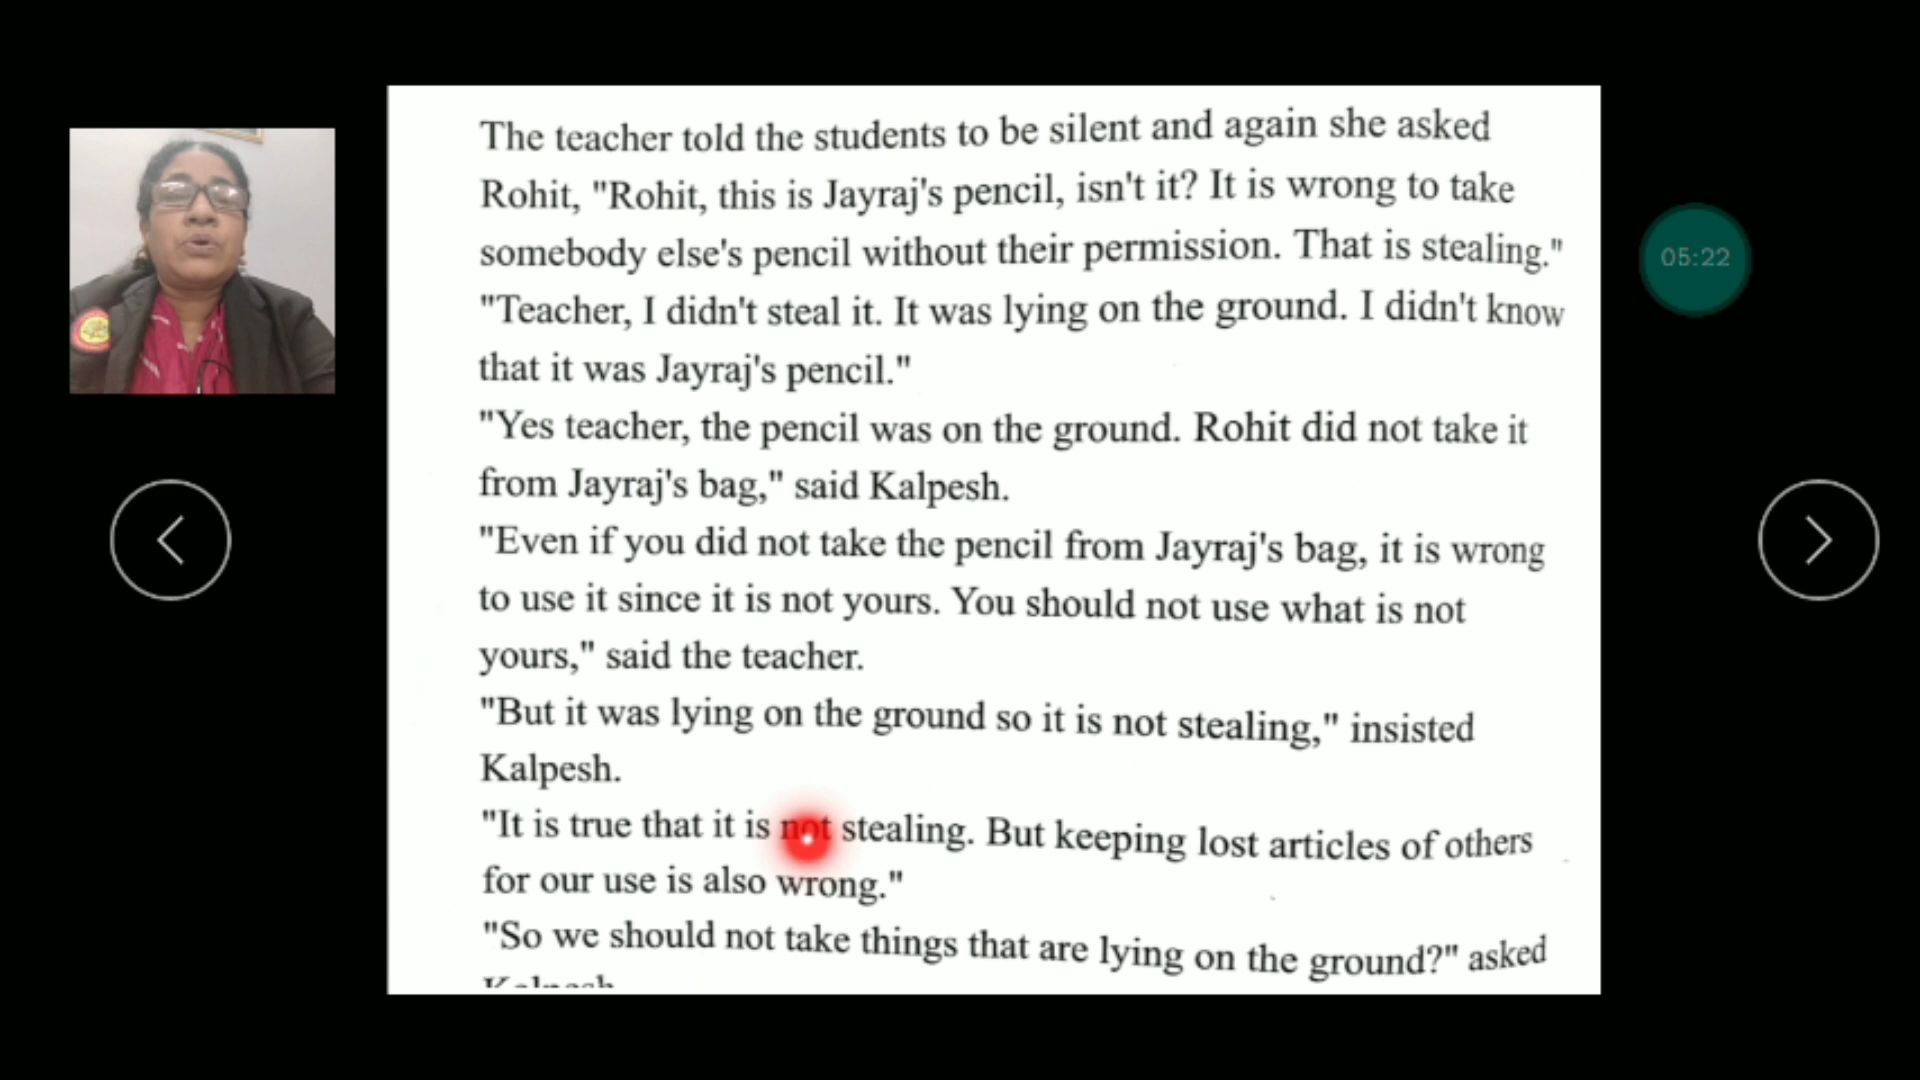 The teacher told the students to be silent and again she asked
Rohit, "Rohit, this is Jayraj's pencil, isn't it? It is wrong to take
somebody else's pencil without their permission. That is stealing."
"Teacher, I didn't steal it. It was lying on the ground. I didn't know
that it was Jayraj's pencil."
"Yes teacher, the pencil was on the ground. Rohit did not take it
from Jayraj's bag," said Kalpesh.
"Even if you did not take the pencil from Jayraj's bag, it is wrong
to use it since it is not yours. You should not use what is not
yours," said the teacher.
"But it was lying on the ground so it is not stealing," insisted
Kalpesh.
"It is true that it is not stealing. But keeping lost articles of others
for our use is also wrong."
"So we should not take things that are lying on the ground?" asked
Kalpesh
05:22